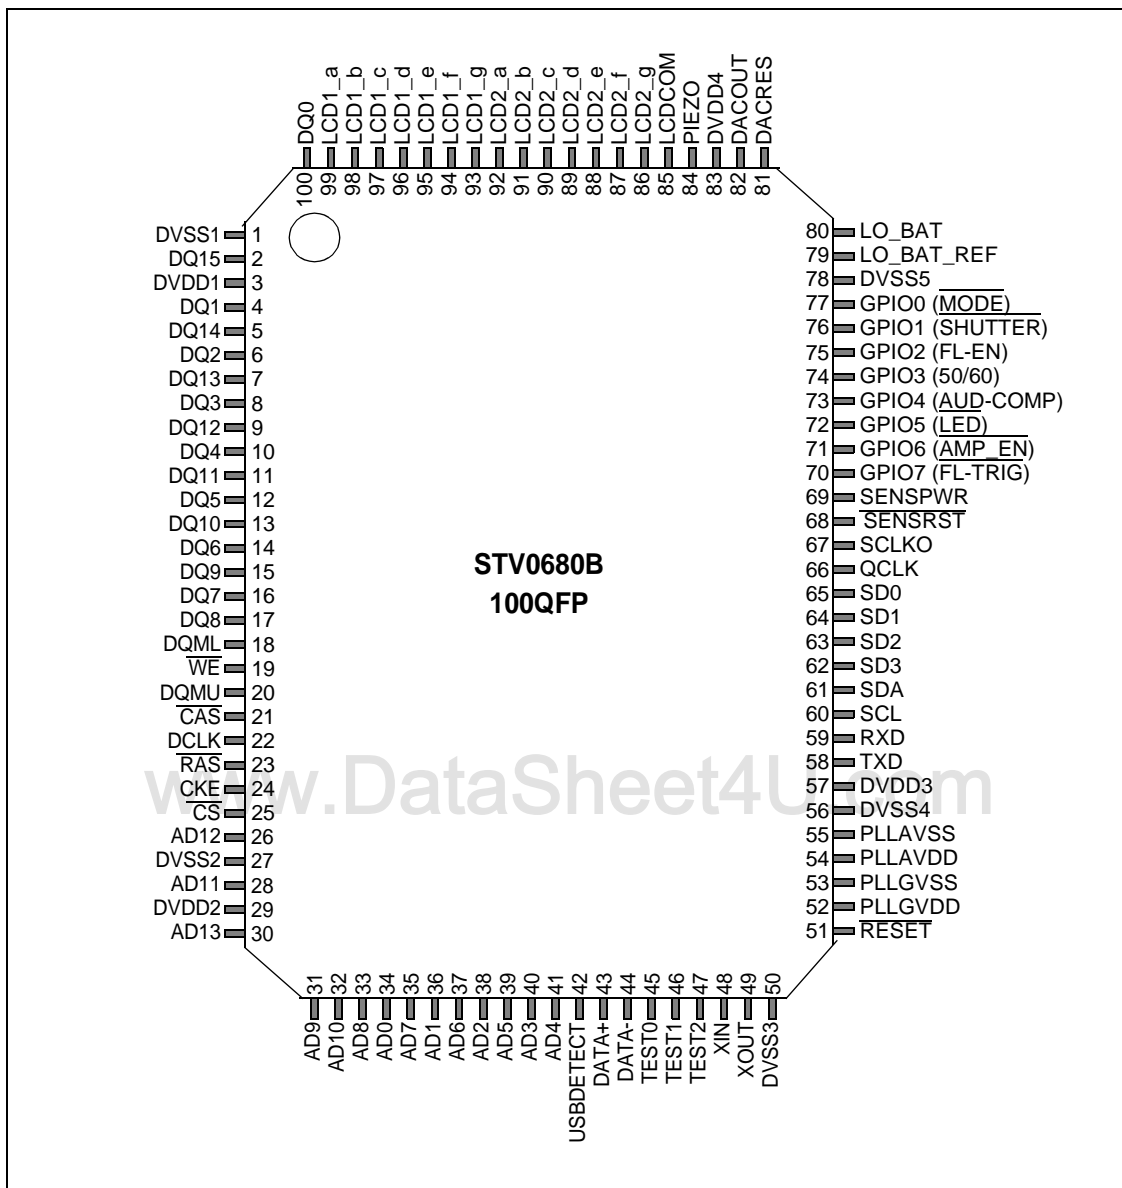 DQ0 100
LCD1_a 99
LCD1_b 98
LCD1_c 97
LCD1_d 96
LCD1_e 95
LCD1_f 94
LCD1_g 93
LCD2_a 92
LCD2_b 91
LCD2_c 90
LCD2_d 89
LCD2_e 88
LCD2_f 87
LCD2_g 86
LCDCOM 85
PIEZO 84
DVDD4 83
DACOUT 82
DACRES 81
DVSS1 1
DQ15 2
DVDD1 3
DQ1 4
DQ14 5
DQ2 6
DQ13 7
DQ3 8
DQ12 9
DQ4 10
DQ11 11
DQ5 12
DQ10 13
DQ6 14
DQ9 15
DQ7 16
DQ8 17
DQML 18
WE 19
DQMU 20
CAS 21
DCLK 22
RAS 23
CKE 24
CS 25
AD12 26
DVSS2 27
AD11 28
DVDD2 29
AD13 30
STV0680B
100QFP
www.DataSheet4U.com
80 LO_BAT
79 LO_BAT_REF
78 DVSS5
77 GPIO0 (MODE)
76 GPIO1 (SHUTTER)
75 GPIO2 (FL-EN)
74 GPIO3 (50/60)
73 GPIO4 (AUD-COMP)
72 GPIO5 (LED)
71 GPIO6 (AMP_EN)
70 GPIO7 (FL-TRIG)
69 SENSPWR
68 SENSRST
67 SCLKO
66 QCLK
65 SD0
64 SD1
63 SD2
62 SD3
61 SDA
60 SCL
59 RXD
58 TXD
57 DVDD3
56 DVSS4
55 PLLAVSS
54 PLLAVDD
53 PLLGVSS
52 PLLGVDD
51 RESET
31 AD9
32 AD10
33 AD8
34 AD0
35 AD7
36 AD1
37 AD6
38 AD2
39 AD5
40 AD3
41 AD4
42 USBDETECT
43 DATA+
44 DATA-
45 TEST0
46 TEST1
47 TEST2
48 XIN
49 XOUT
50 DVSS3